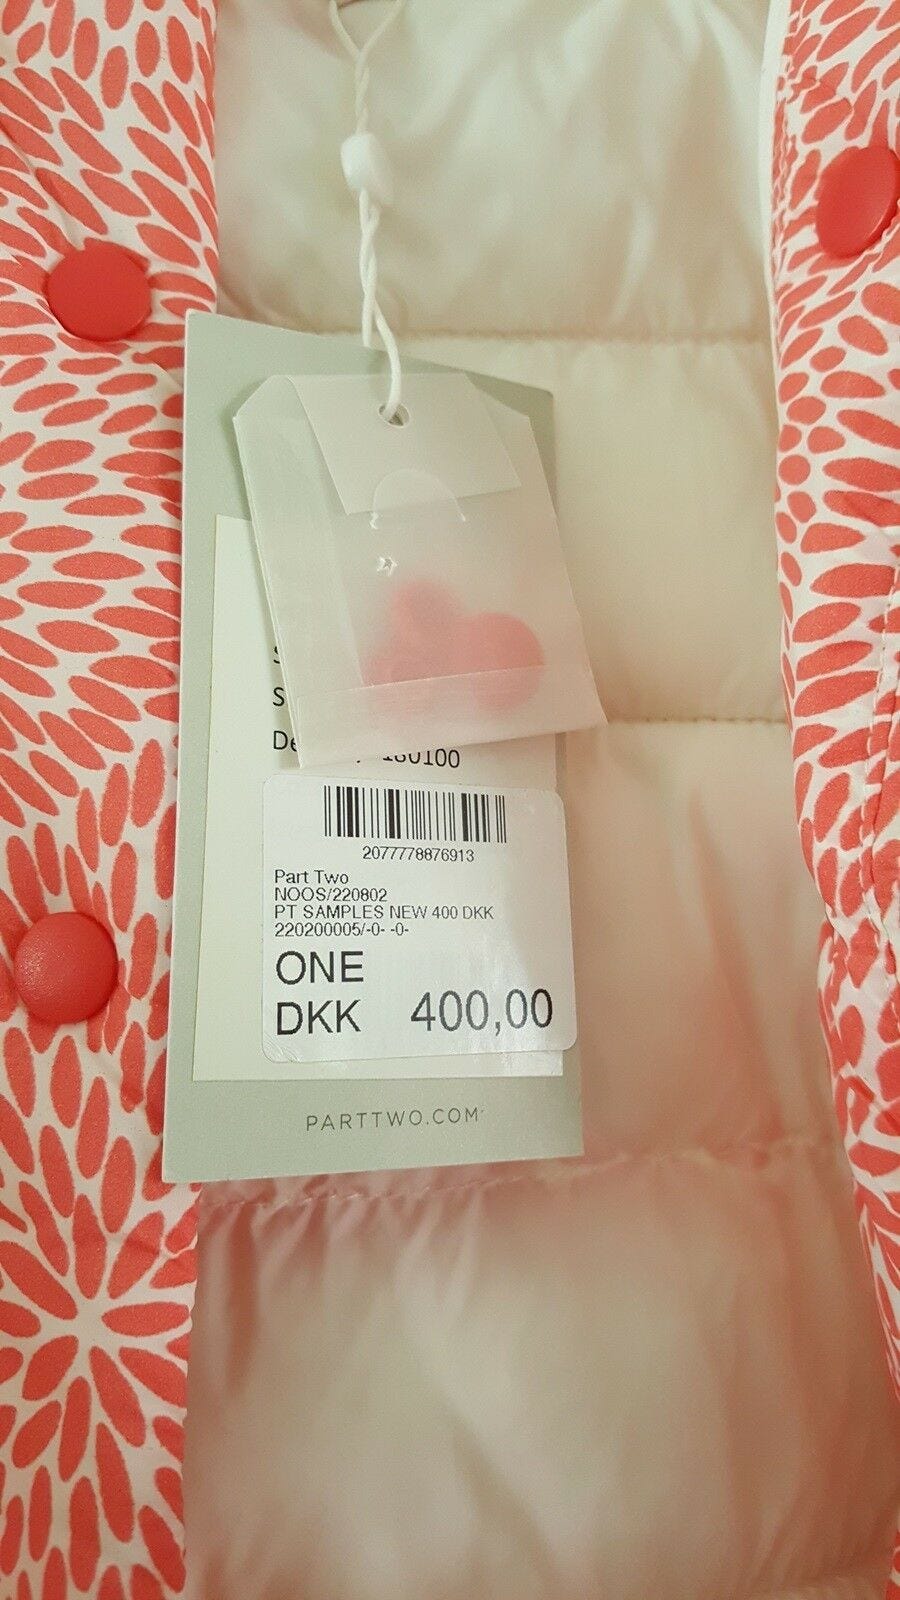 2077778876913
Part Two
NOOS/220802
PT SAMPLES NEW 400 DKK
220200005/-0- -0-
ONE
DKK 400,00
PARTTWO.COM